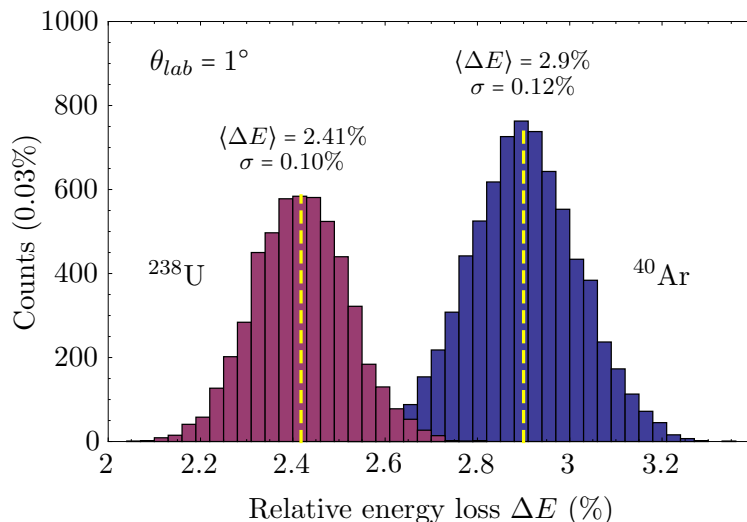 1000
800
600
400
200
0
Counts (0.03%)
θlab = 1°
⟨ΔE⟩ = 2.9%
σ = 0.12%
⟨ΔE⟩ = 2.41%
σ = 0.10%
²³⁸U
⁴⁰Ar
2 2.2 2.4 2.6 2.8 3 3.2
Relative energy loss ΔE (%)